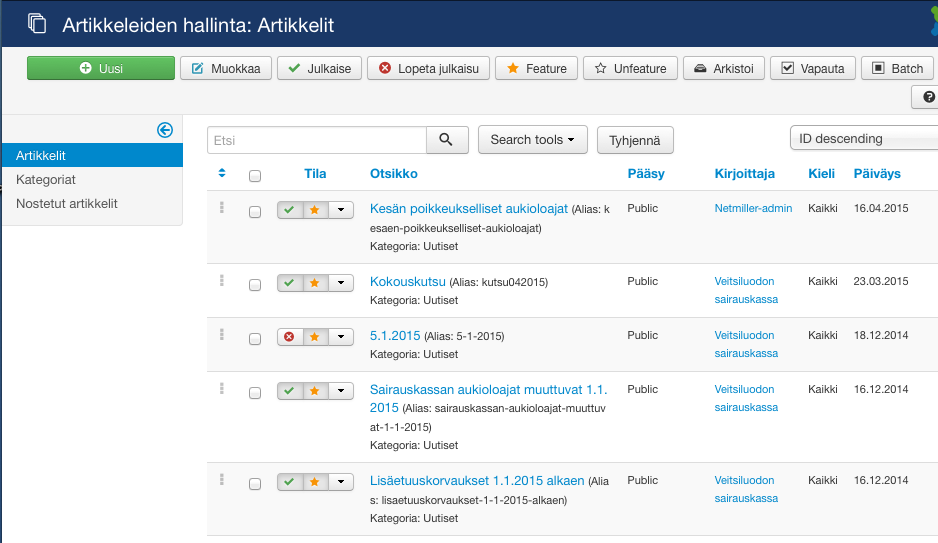 Artikkeleiden hallinta: Artikkelit
Uusi Muokkaa Julkaise Lopeta julkaisu Feature Unfeature Arkistoi Vapauta Batch
Artikkelit
Kategoriat
Nostetut artikkelit
Etsi Search tools Tyhjennä ID descending
Tila Otsikko Pääsy Kirjoittaja Kieli Päiväys
Kesän poikkeukselliset aukioloajat (Alias: k Public Netmiller-admin Kaikki 16.04.2015
esaen-poikkeukselliset-aukioloajat)
Kategoria: Uutiset
Kokouskutsu (Alias: kutsu042015) Public Veitsiluodon Kaikki 23.03.2015
Kategoria: Uutiset sairauskassa
5.1.2015 (Alias: 5-1-2015) Public Veitsiluodon Kaikki 18.12.2014
Kategoria: Uutiset sairauskassa
Sairauskassan aukioloajat muuttuvat 1.1. Public Veitsiluodon Kaikki 16.12.2014
2015 (Alias: sairauskassan-aukioloajat-muuttuv sairauskassa
at-1-1-2015)
Kategoria: Uutiset
Lisäetuuskorvaukset 1.1.2015 alkaen (Alia Public Veitsiluodon Kaikki 16.12.2014
s: lisaetuuskorvaukset-1-1-2015-alkaen) sairauskassa
Kategoria: Uutiset